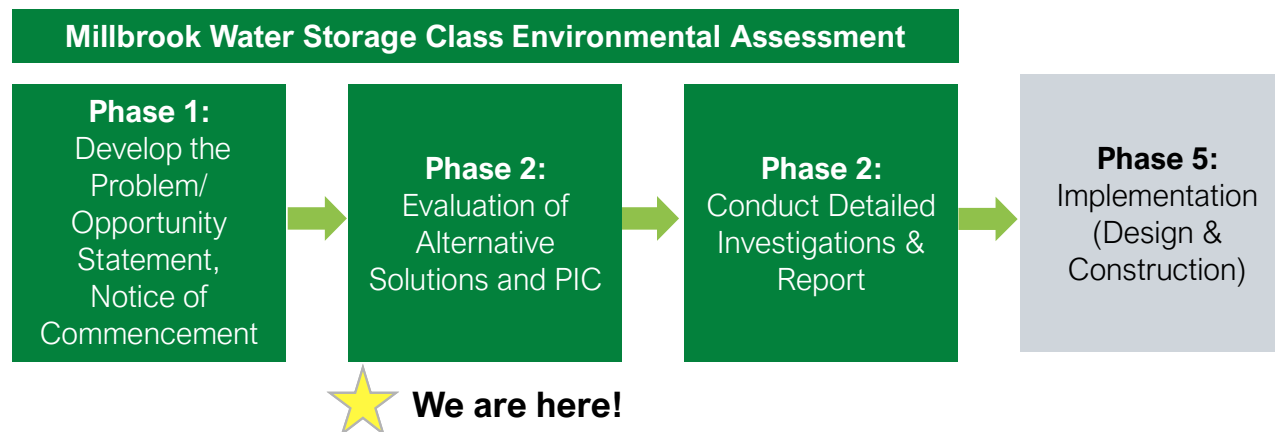 Millbrook Water Storage Class Environmental Assessment
Phase 1:
Develop the
Problem/
Opportunity
Statement,
Notice of
Commencement
Phase 2:
Evaluation of
Alternative
Solutions and PIC
Phase 2:
Conduct Detailed
Investigations &
Report
Phase 5:
Implementation
(Design &
Construction)
We are here!